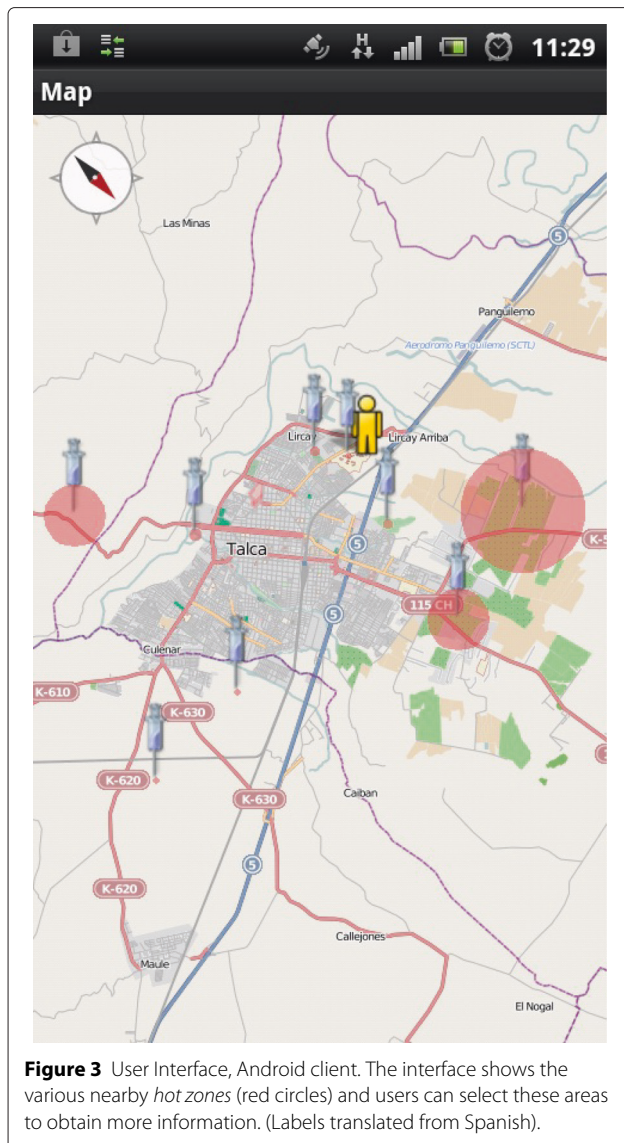 H
11:29
Map
Las Minas
5
Panguilemo
Aerodromo Panguilemo (SCTL)
Lircay
Lircay Arriba
K-5
Talca
5
115 CH
5
Culenar
K-610
K-630
K-620
K-630
Caiban
5
K-620
Callejones
Maule
El Nogal
Figure 3 User Interface, Android client. The interface shows the
various nearby hot zones (red circles) and users can select these areas
to obtain more information. (Labels translated from Spanish).